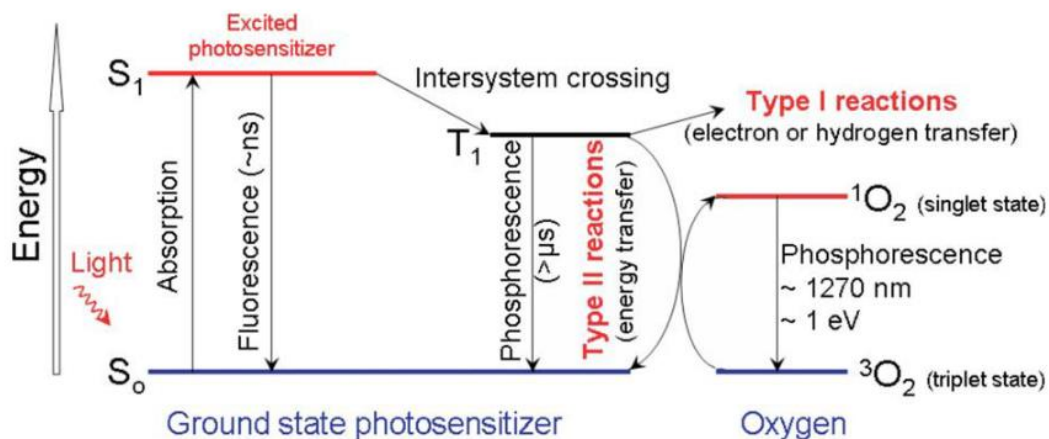 Energy
Light
S1
So
Excited
photosensitizer
Absorption
Fluorescence (~ns)
Intersystem crossing
T1
Phosphorescence
(>μs)
Type II reactions
(energy transfer)
Type I reactions
(electron or hydrogen transfer)
1O2 (singlet state)
Phosphorescence
~ 1270 nm
~ 1 eV
3O2 (triplet state)
Ground state photosensitizer
Oxygen